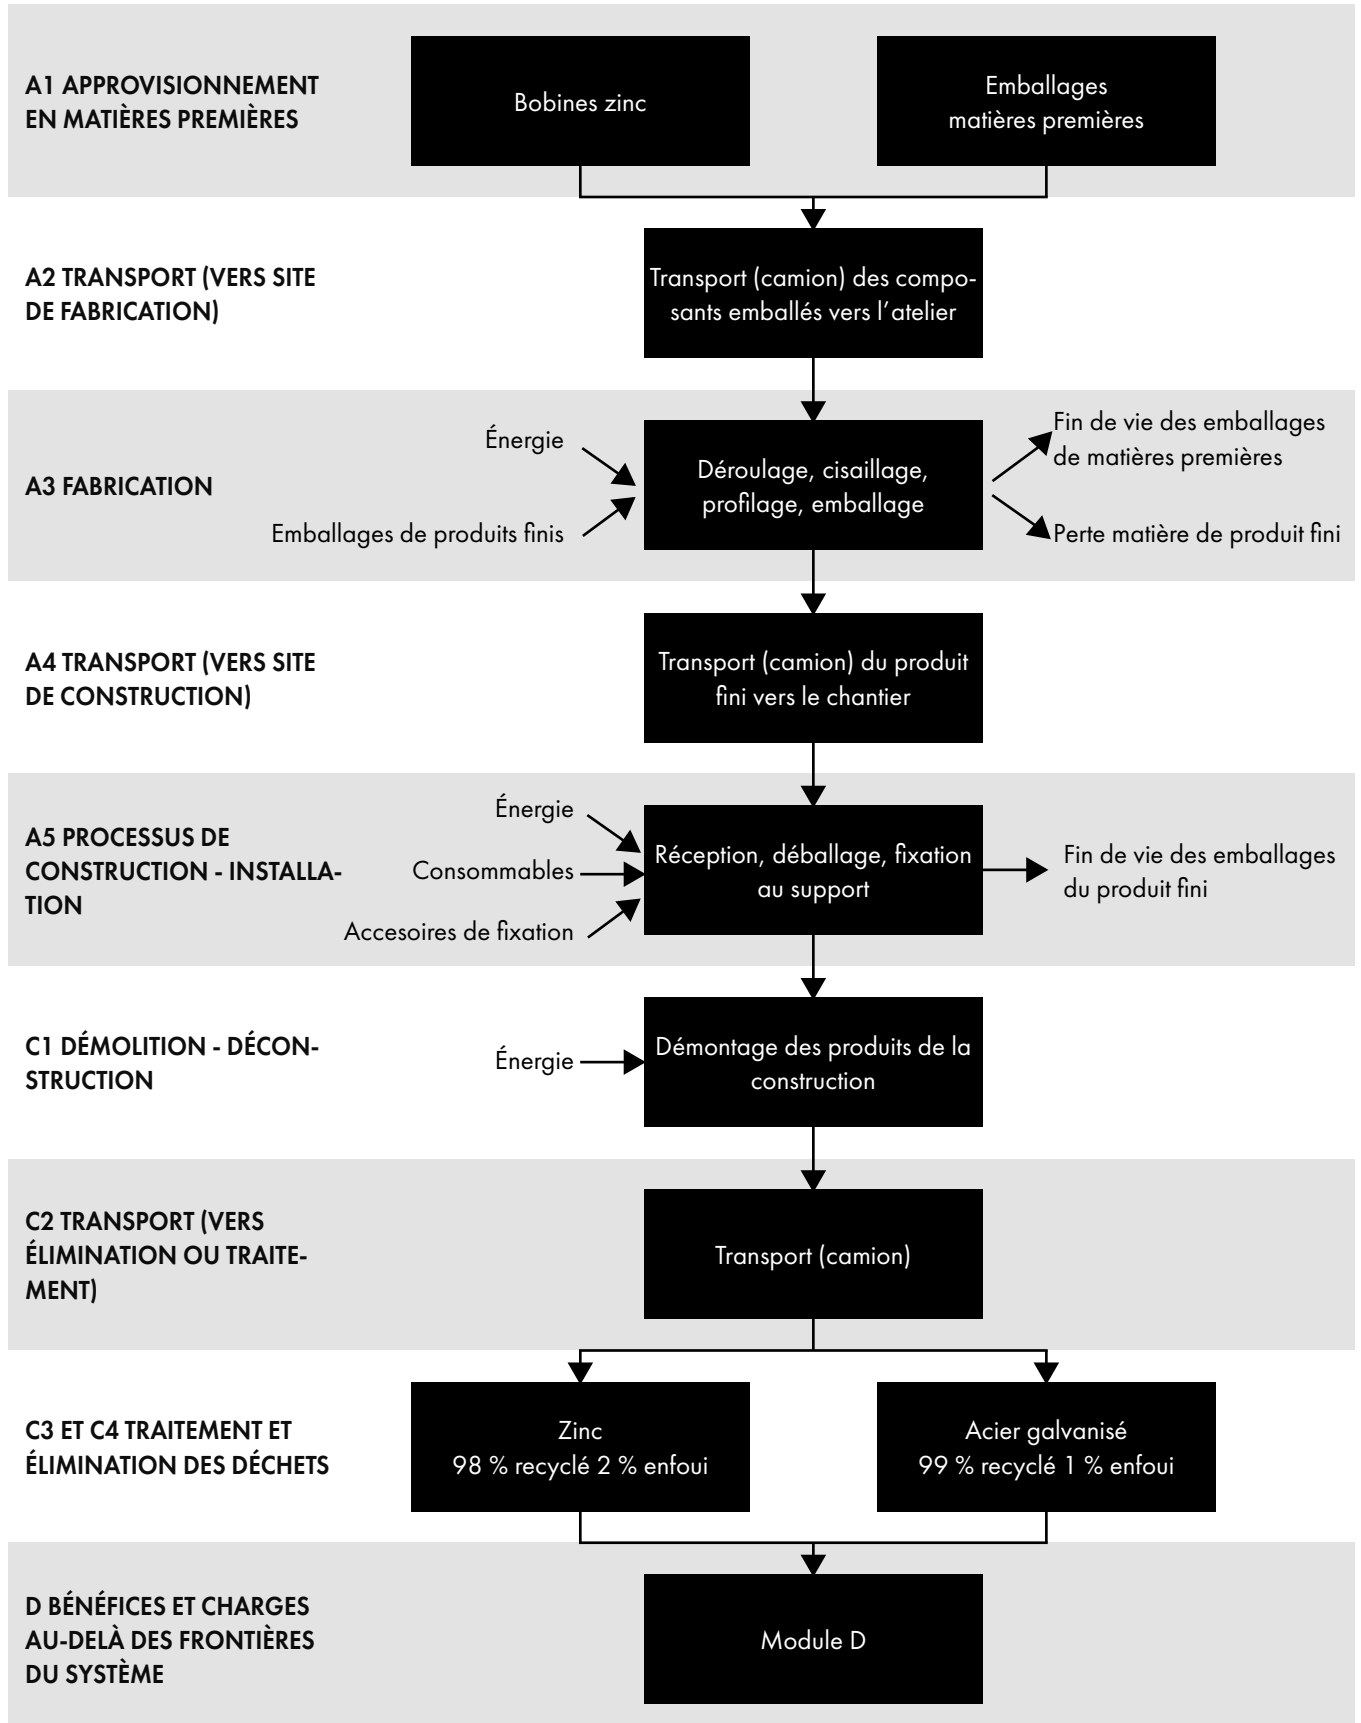 A1 APPROVISIONNEMENT
EN MATIÈRES PREMIÈRES
Bobines zinc
Emballages
matières premières
A2 TRANSPORT (VERS SITE
DE FABRICATION)
Transport (camion) des compo-
sants emballés vers l'atelier
A3 FABRICATION
Énergie
Emballages de produits finis
Déroulage, cisaillage,
profilage, emballage
Fin de vie des emballages
de matières premières
Perte matière de produit fini
A4 TRANSPORT (VERS SITE
DE CONSTRUCTION)
Transport (camion) du produit
fini vers le chantier
A5 PROCESSUS DE
CONSTRUCTION - INSTALLA-
TION
Énergie
Consommables
Accesoires de fixation
Réception, déballage, fixation
au support
Fin de vie des emballages
du produit fini
C1 DÉMOLITION - DÉCON-
STRUCTION
Énergie
Démontage des produits de la
construction
C2 TRANSPORT (VERS
ÉLIMINATION OU TRAITE-
MENT)
Transport (camion)
C3 ET C4 TRAITEMENT ET
ÉLIMINATION DES DÉCHETS
Zinc
98 % recyclé 2 % enfoui
Acier galvanisé
99 % recyclé 1 % enfoui
D BÉNÉFICES ET CHARGES
AU-DELÀ DES FRONTIÈRES
DU SYSTÈME
Module D